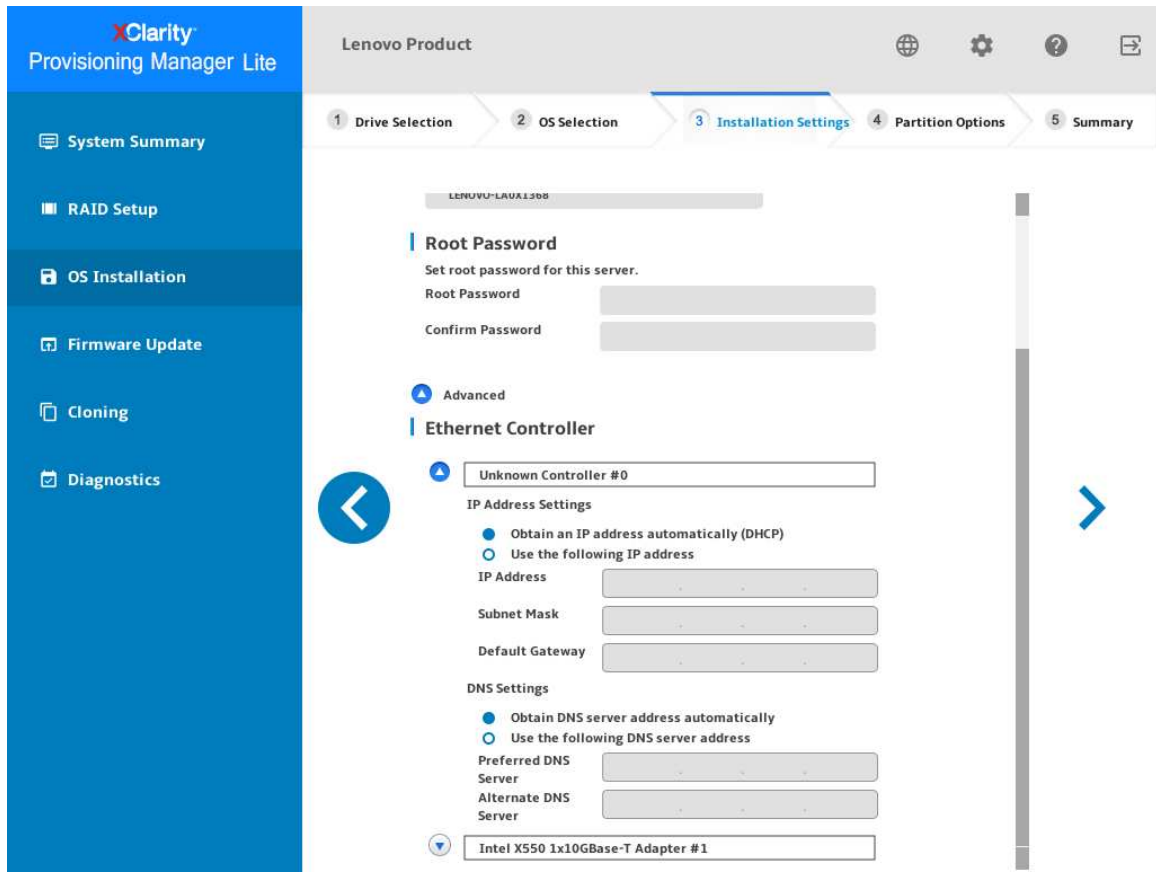 XClarity
Provisioning Manager Lite
Lenovo Product
System Summary
RAID Setup
OS Installation
Firmware Update
Cloning
Diagnostics
1 Drive Selection
2 OS Selection
3 Installation Settings
4 Partition Options
5 Summary
LENOVO-LA0X1368
Root Password
Set root password for this server.
Root Password
Confirm Password
Advanced
Ethernet Controller
Unknown Controller #0
IP Address Settings
Obtain an IP address automatically (DHCP)
Use the following IP address
IP Address
Subnet Mask
Default Gateway
DNS Settings
Obtain DNS server address automatically
Use the following DNS server address
Preferred DNS
Server
Alternate DNS
Server
Intel X550 1x10GBase-T Adapter #1